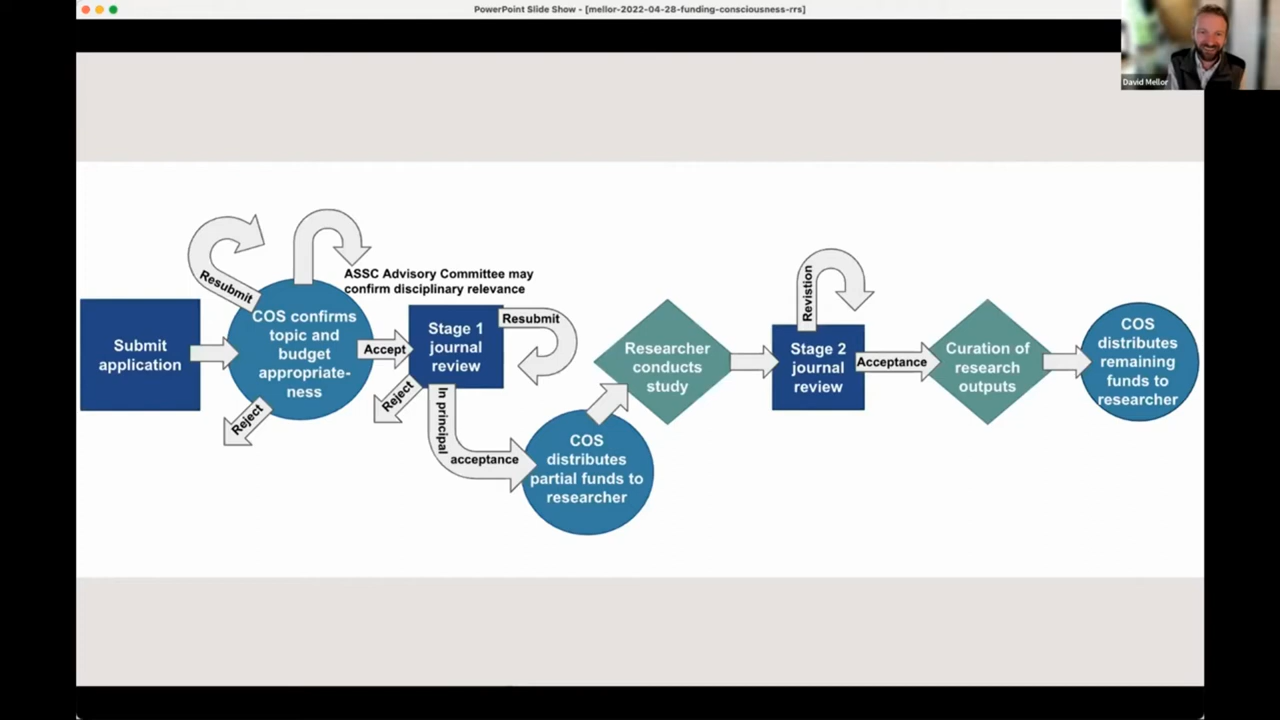 PowerPoint Slide Show - [mellor-2022-04-28-funding-consciousness-rrs]
David Mellor
Submit
application
Resubmit
COS confirms
topic and
budget
appropriate-
ness
Reject
ASSC Advisory Committee may
confirm disciplinary relevance
Accept
Stage 1
journal
review
Resubmit
Reject
In principal
acceptance
COS
distributes
partial funds to
researcher
Researcher
conducts
study
Revistion
Stage 2
journal
review
Acceptance
Curation of
research
outputs
COS
distributes
remaining
funds to
researcher